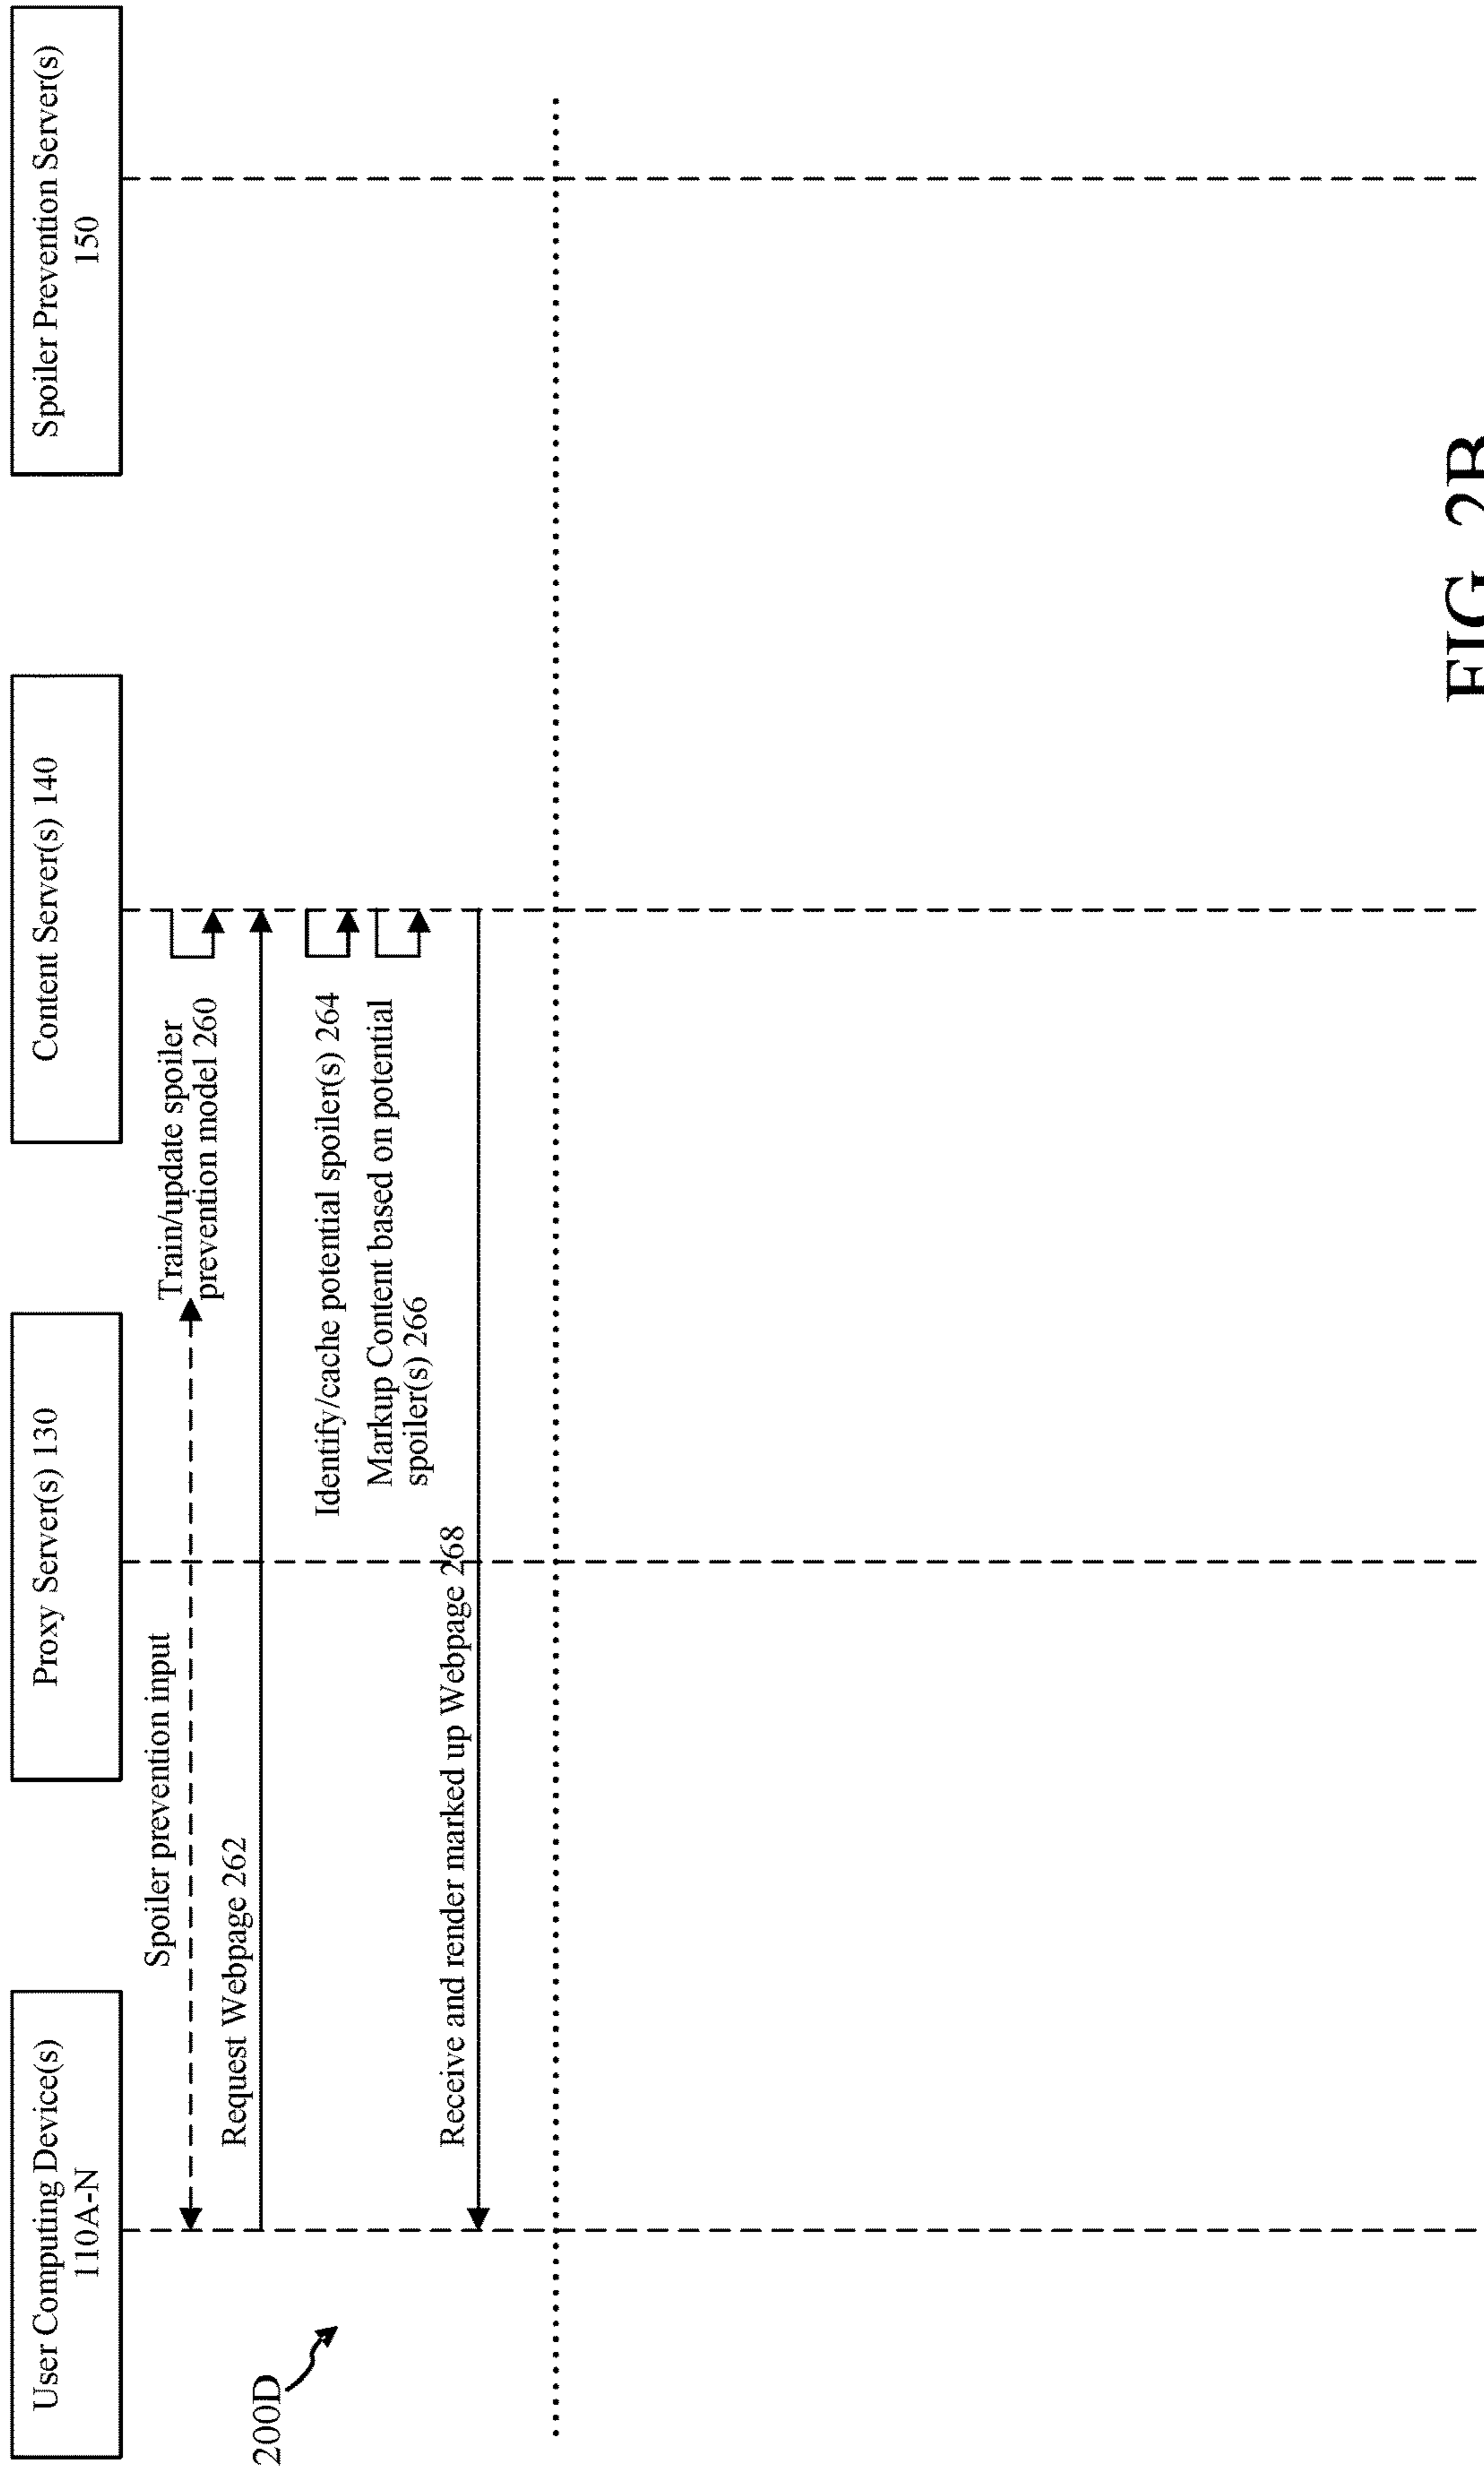 User Computing Device(s)
110A-N
Proxy Server(s) 130
Content Server(s) 140
Spoiler Prevention Server(s)
150
Spoiler prevention input
Train/update spoiler
prevention model 260
Request Webpage 262
Identify/cache potential spoiler(s) 264
Markup Content based on potential
spoiler(s) 266
Receive and render marked up Webpage 268
200D
FIG. 2B